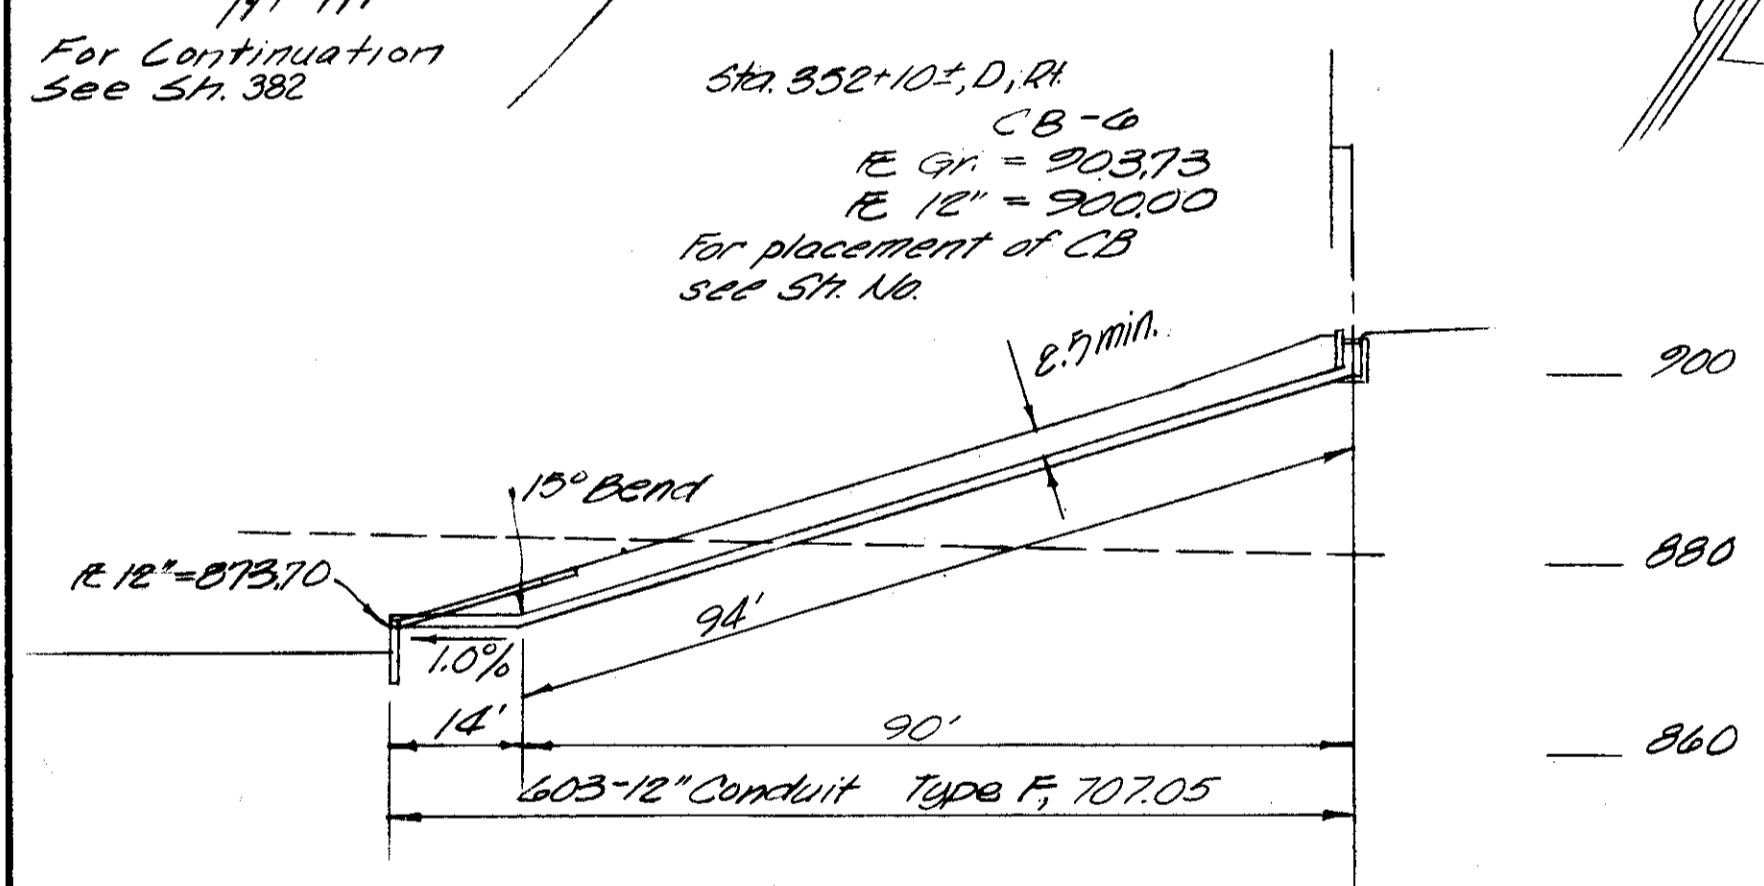 For Continuation
See Sh. 382
Sta. 352+10±, D, Rt.
CB-6
℄ Gr. = 903.73
℄ 12" = 900.00
For placement of CB
see Sh. No.
2.5' min.
900
15° Bend
880
℄ 12"=873.70
94'
1.0%
14'
90'
860
603-12" Conduit Type F, 707.05